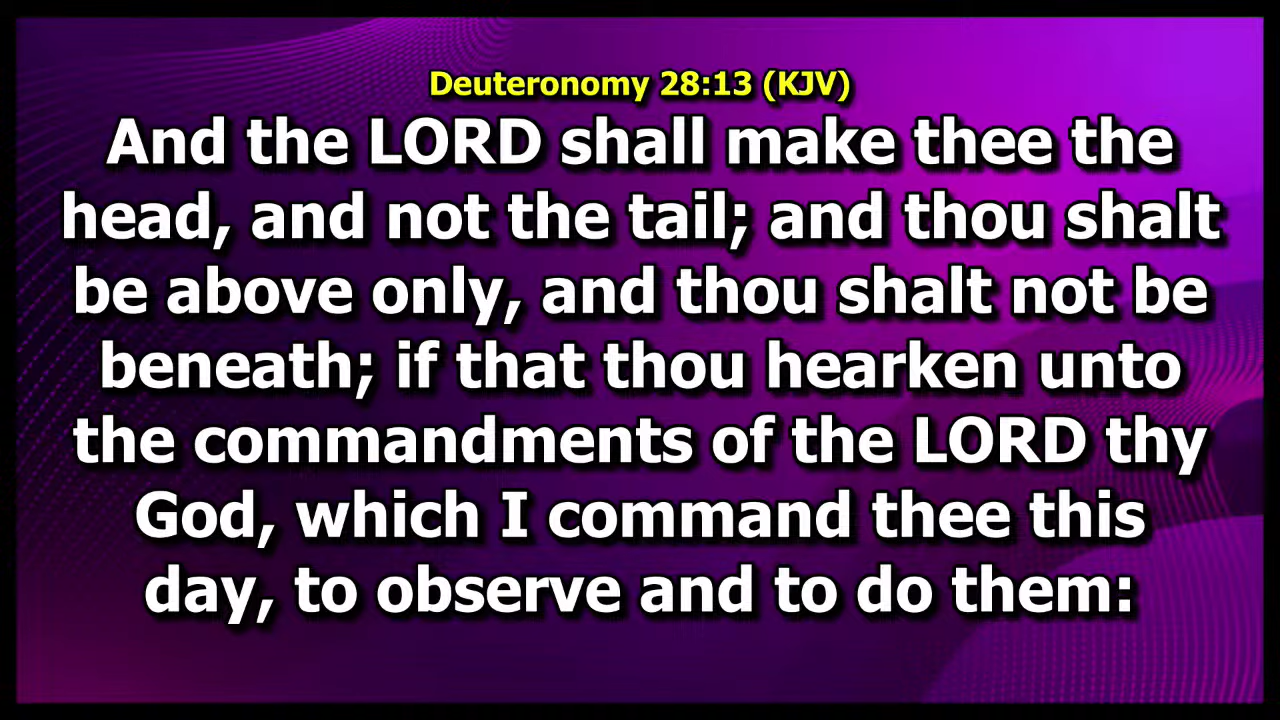 Deuteronomy 28:13 (KJV)
And the LORD shall make thee the
head, and not the tail; and thou shalt
be above only, and thou shalt not be
beneath; if that thou hearken unto
the commandments of the LORD thy
God, which I command thee this
day, to observe and to do them: